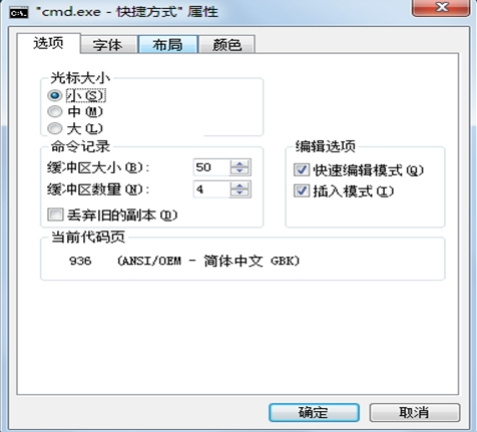 "cmd.exe - 快捷方式" 属性
选项 字体 布局 颜色
光标大小
小(S)
中(M)
大(L)
命令记录
缓冲区大小(B): 50
缓冲区数量(N): 4
丢弃旧的副本(D)
编辑选项
快速编辑模式(Q)
插入模式(I)
当前代码页
936 (ANSI/OEM - 简体中文 GBK)
确定 取消